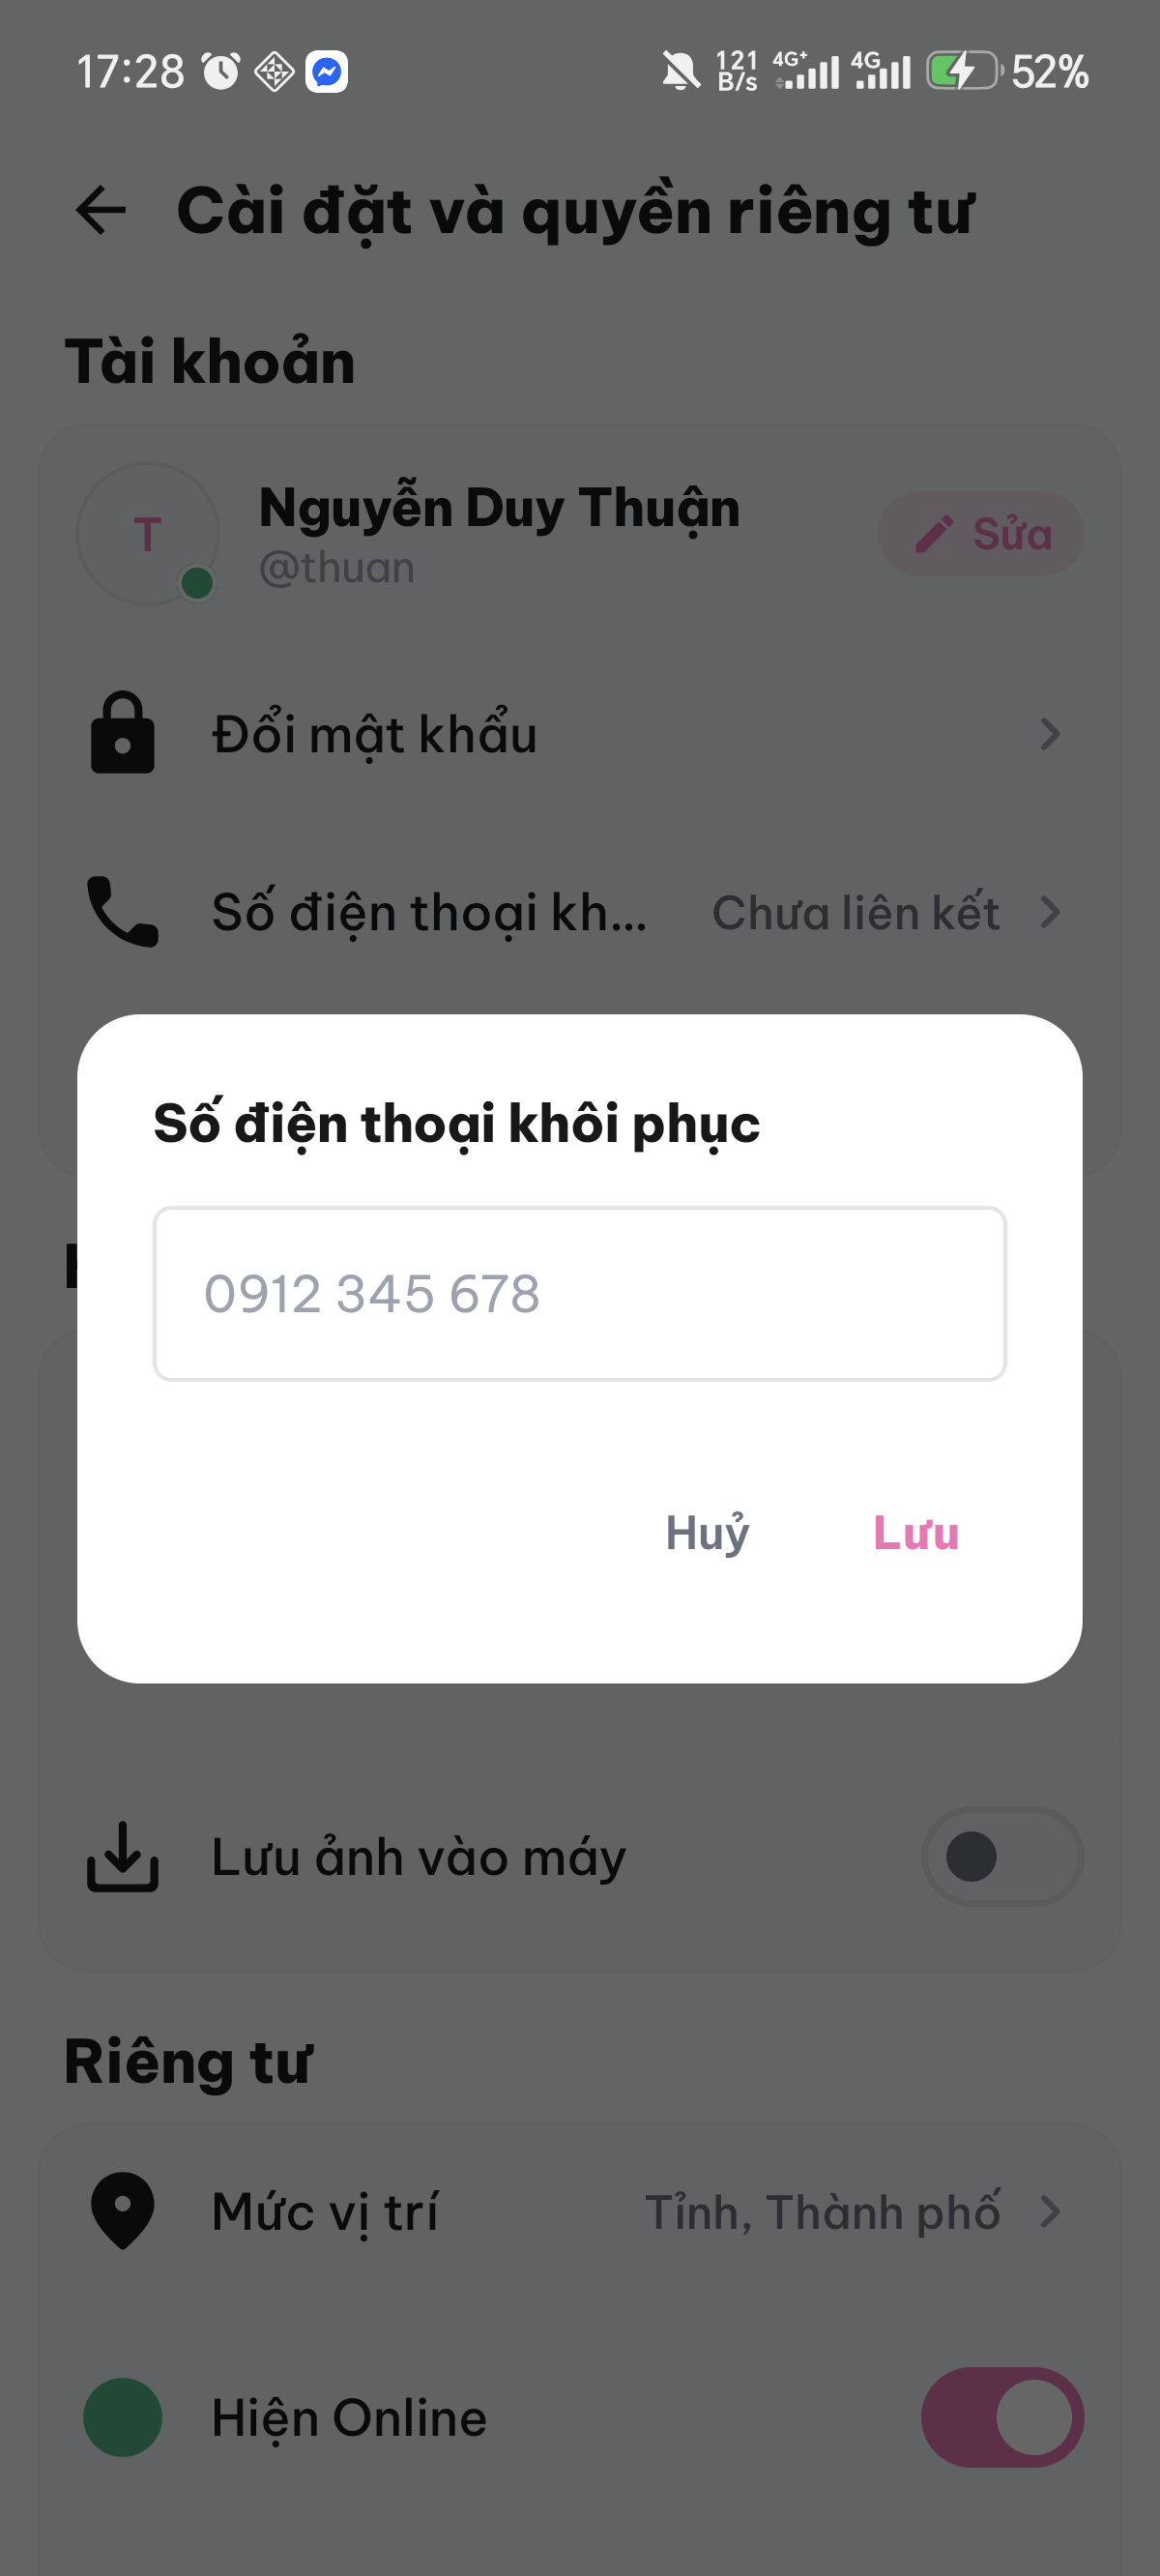 17:28
121 B/s 4G+ 4G 52%
Cài đặt và quyền riêng tư
Tài khoản
T
Nguyễn Duy Thuận
@thuan
Sửa
Đổi mật khẩu
Số điện thoại kh... Chưa liên kết
Số điện thoại khôi phục
0912 345 678
Huỷ Lưu
Lưu ảnh vào máy
Riêng tư
Mức vị trí Tỉnh, Thành phố
Hiện Online